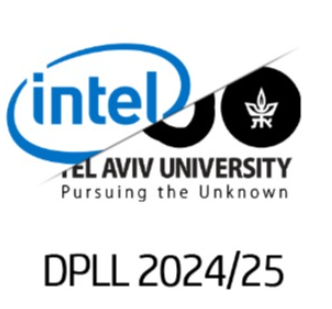 intel
TEL AVIV UNIVERSITY
Pursuing the Unknown
DPLL 2024/25